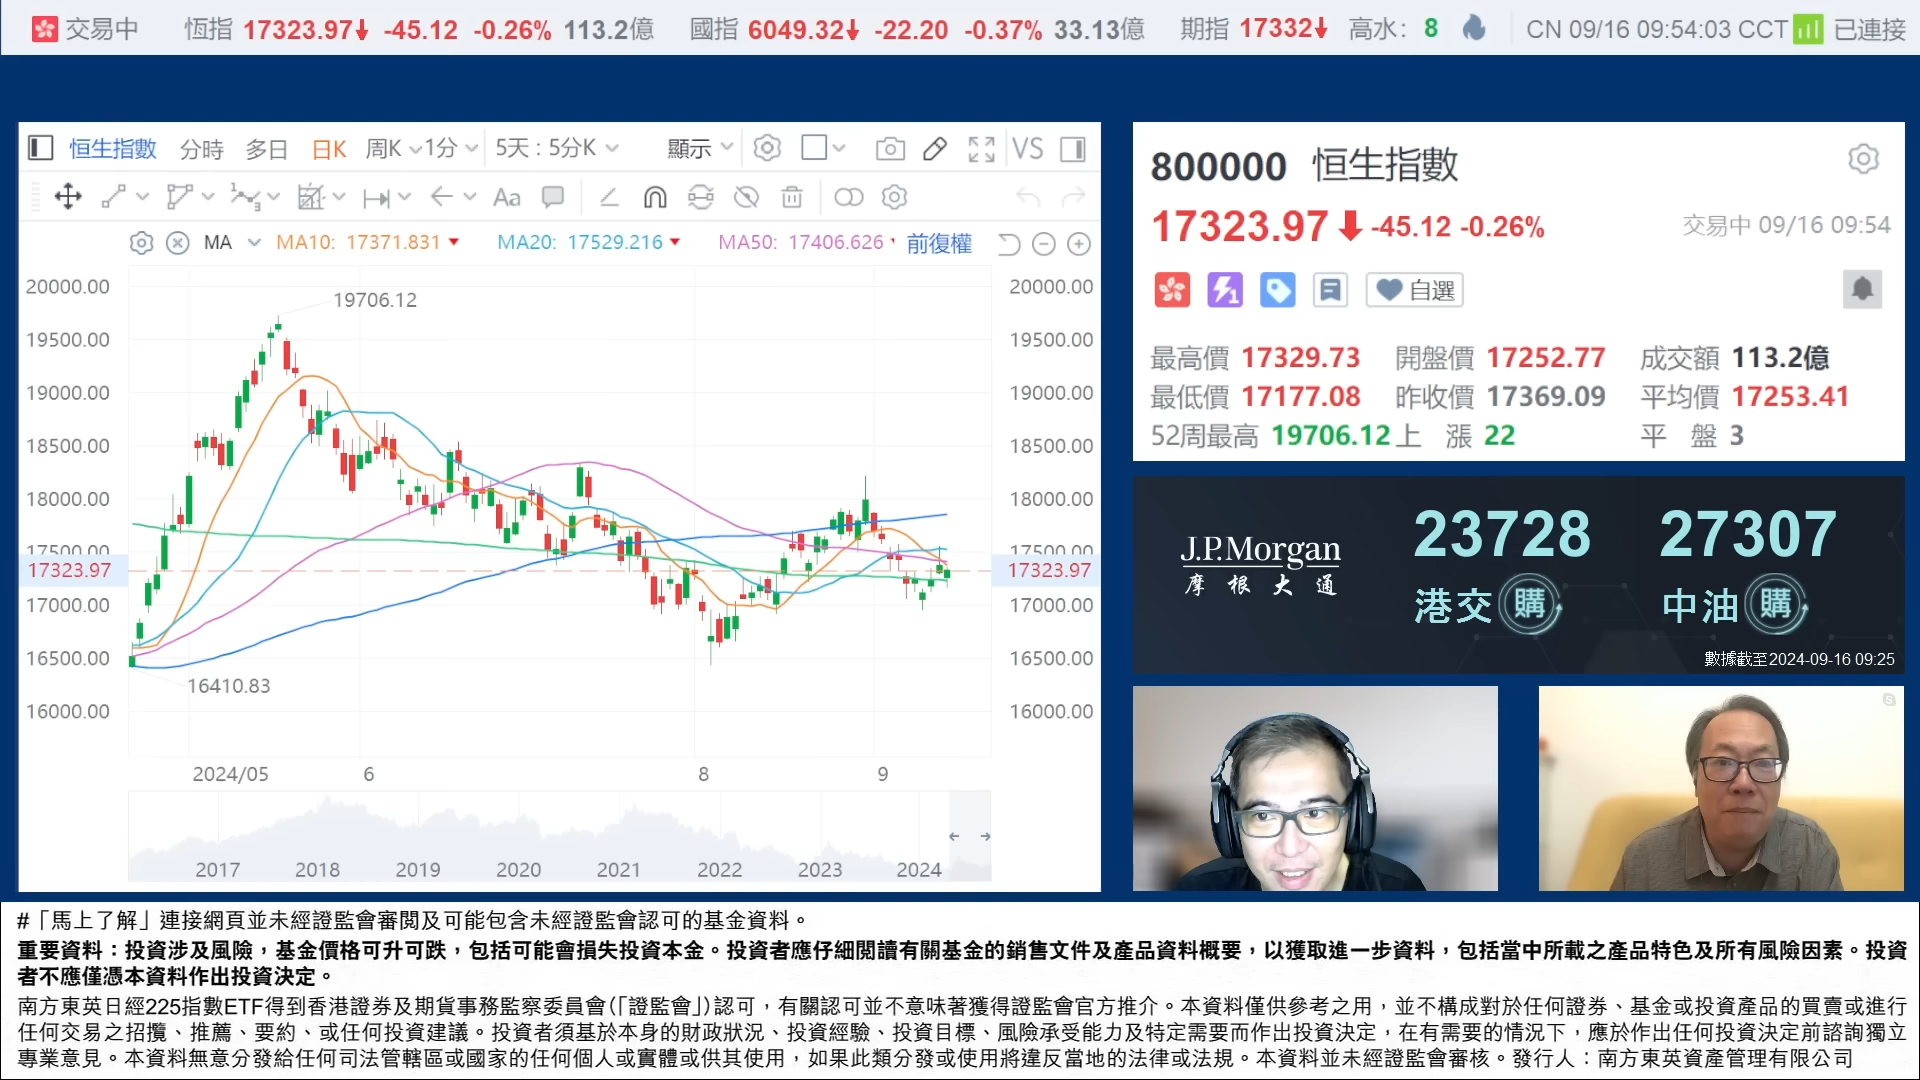 交易中 恆指 17323.97 -45.12 -0.26% 113.2億 國指 6049.32 -22.20 -0.37% 33.13億 期指 17332 高水: 8 CN 09/16 09:54:03 CCT 已連接
恒生指數 分時 多日 日K 周K 1分 5天 : 5分K 顯示 VS
Aa
MA MA10: 17371.831 MA20: 17529.216 MA50: 17406.626 前復權
20000.00 20000.00
19706.12
19500.00 19500.00
19000.00 19000.00
18500.00 18500.00
18000.00 18000.00
17500.00 17500.00
17323.97 17323.97
17000.00 17000.00
16500.00 16500.00
16410.83
16000.00 16000.00
2024/05 6 8 9
2017 2018 2019 2020 2021 2022 2023 2024
800000 恒生指數
17323.97 -45.12 -0.26% 交易中 09/16 09:54
1 自選
最高價 17329.73 開盤價 17252.77 成交額 113.2億
最低價 17177.08 昨收價 17369.09 平均價 17253.41
52周最高 19706.12 上 漲 22 平 盤 3
J.P.Morgan
摩根大通
23728 27307
港交 購 中油 購
數據截至2024-09-16 09:25
#「馬上了解」連接網頁並未經證監會審閱及可能包含未經證監會認可的基金資料。
重要資料：投資涉及風險，基金價格可升可跌，包括可能會損失投資本金。投資者應仔細閱讀有關基金的銷售文件及產品資料概要，以獲取進一步資料，包括當中所載之產品特色及所有風險因素。投資
者不應僅憑本資料作出投資決定。
南方東英日經225指數ETF得到香港證券及期貨事務監察委員會(「證監會」)認可，有關認可並不意味著獲得證監會官方推介。本資料僅供參考之用，並不構成對於任何證券、基金或投資產品的買賣或進行
任何交易之招攬、推薦、要約、或任何投資建議。投資者須基於本身的財政狀況、投資經驗、投資目標、風險承受能力及特定需要而作出投資決定，在有需要的情況下，應於作出任何投資決定前諮詢獨立
專業意見。本資料無意分發給任何司法管轄區或國家的任何個人或實體或供其使用，如果此類分發或使用將違反當地的法律或法規。本資料並未經證監會審核。發行人：南方東英資產管理有限公司